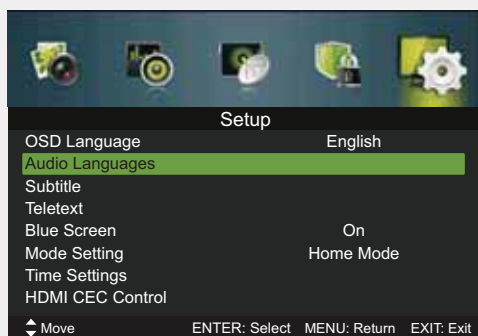 Setup
OSD Language English
Audio Languages
Subtitle
Teletext
Blue Screen On
Mode Setting Home Mode
Time Settings
HDMI CEC Control
Move ENTER: Select MENU: Return EXIT: Exit